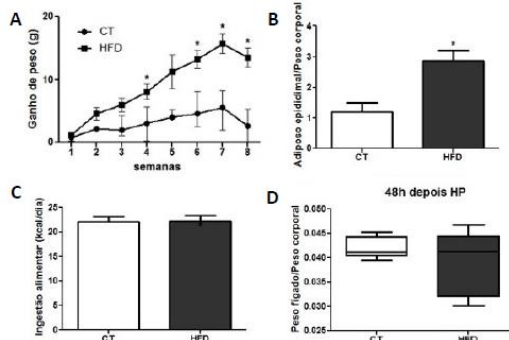 A
CT
HFD
Ganho de peso (g)
20
10
0
* * * *
1 2 3 4 5 6 7 8
semanas
B
Adiposo epididimal/Peso corporal
4
3
2
1
0
*
CT HFD
C
Ingestão alimentar (kcal/dia)
25
20
15
10
5
0
CT HFD
D
48h depois HP
Peso fígado/Peso corporal
0.050
0.045
0.040
0.035
0.030
0.025
CT HFD